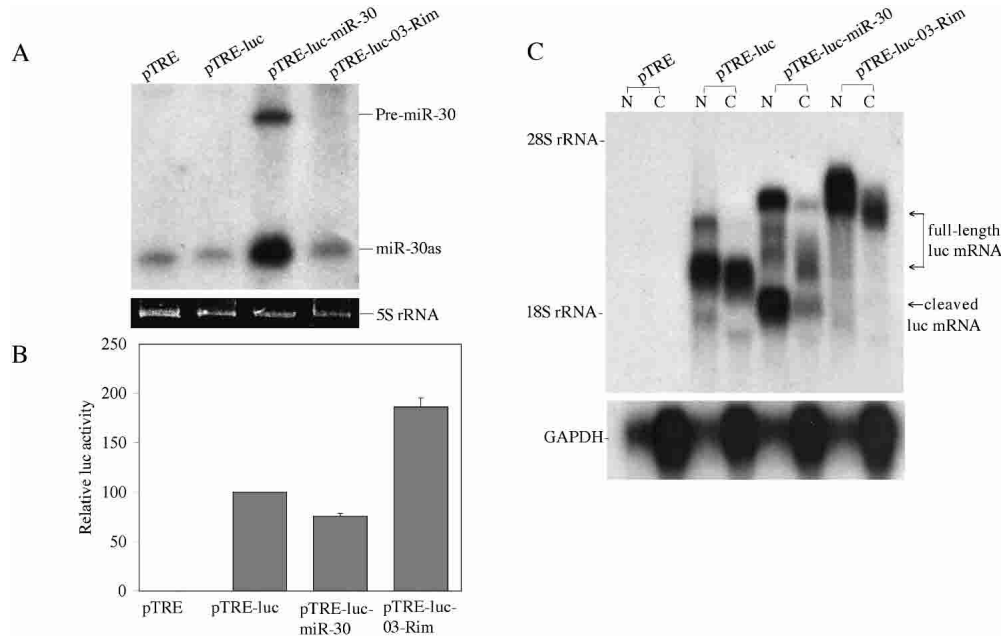 A
pTRE
pTRE-luc
pTRE-luc-miR-30
pTRE-luc-03-Rim
Pre-miR-30
miR-30as
5S rRNA
B
Relative luc activity
250
200
150
100
50
0
pTRE
pTRE-luc
pTRE-luc-
miR-30
pTRE-luc-
03-Rim
C
pTRE
pTRE-luc
pTRE-luc-miR-30
pTRE-luc-03-Rim
N C N C N C N C
28S rRNA-
full-length
luc mRNA
18S rRNA-
cleaved
luc mRNA
GAPDH-